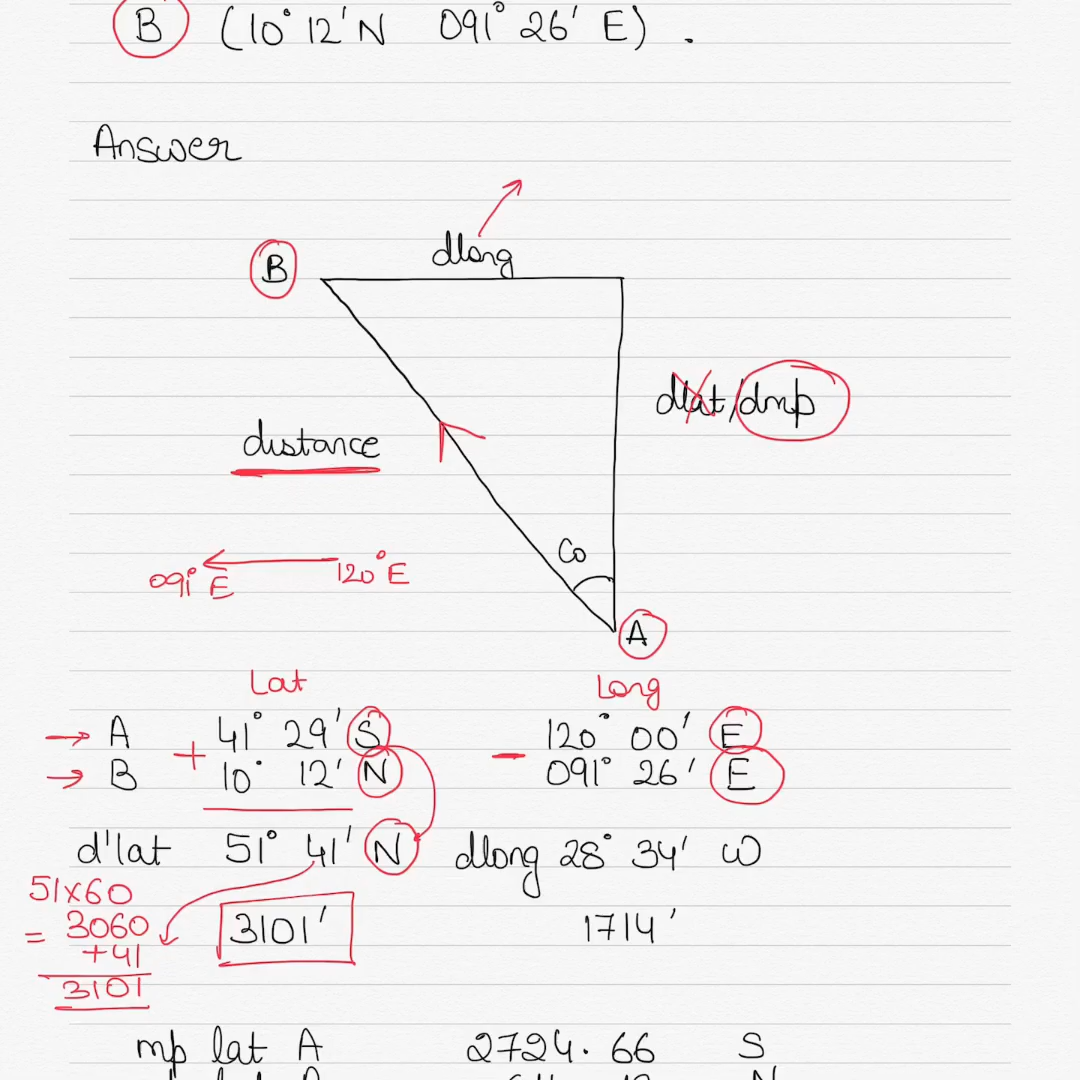 B (10° 12' N 091° 26' E) .
Answer
B dlong
dlat/dmp
distance
Co
091° E 120° E
A
Lat Long
→ A 41° 29' S 120° 00' E
→ B + 10° 12' N - 091° 26' E
d'lat 51° 41' N dlong 28° 34' W
51x60
= 3060
+41
3101
3101' 1714'
mp lat A 2724.66 S